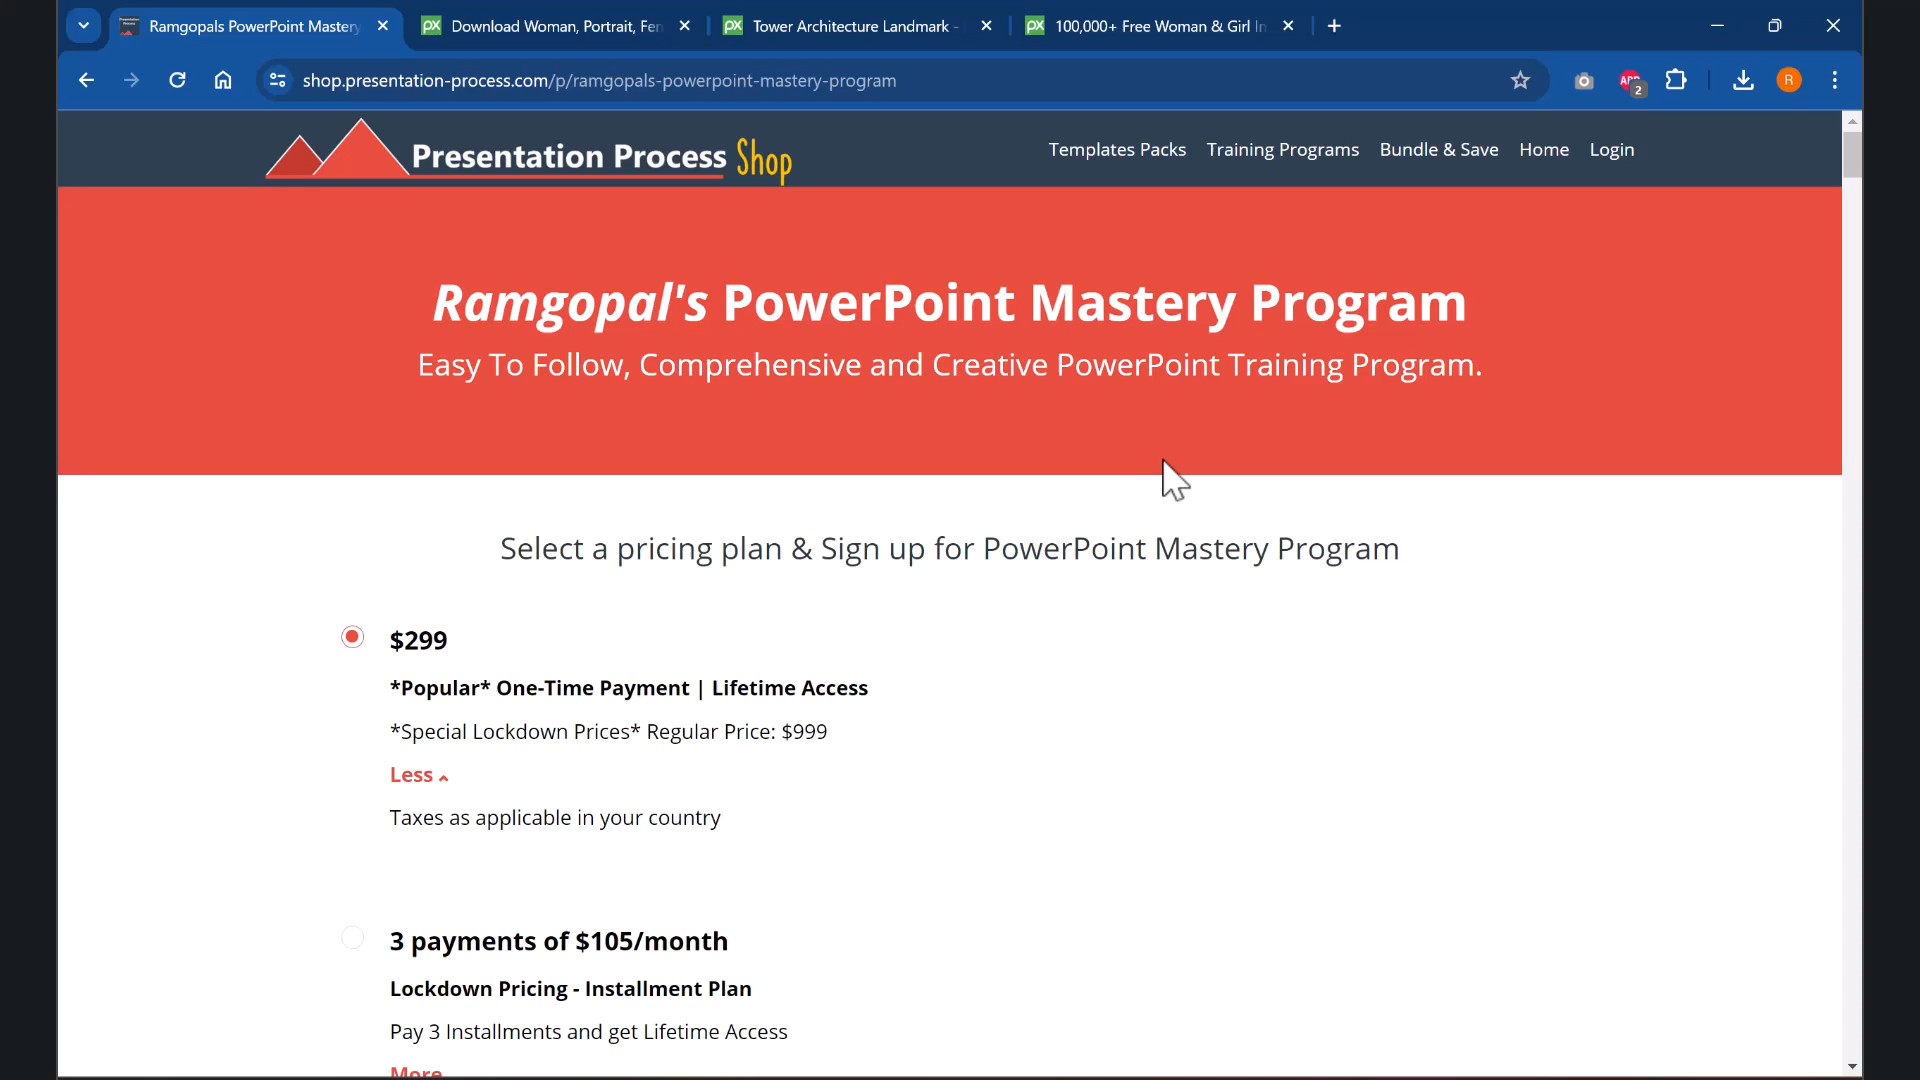 Ramgopals PowerPoint Mastery
Download Woman, Portrait, Fem
Tower Architecture Landmark -
100,000+ Free Woman & Girl In
shop.presentation-process.com/p/ramgopals-powerpoint-mastery-program
2
R
Presentation Process Shop
Templates Packs
Training Programs
Bundle & Save
Home
Login
Ramgopal's PowerPoint Mastery Program
Easy To Follow, Comprehensive and Creative PowerPoint Training Program.
Select a pricing plan & Sign up for PowerPoint Mastery Program
$299
*Popular* One-Time Payment | Lifetime Access
*Special Lockdown Prices* Regular Price: $999
Less
Taxes as applicable in your country
3 payments of $105/month
Lockdown Pricing - Installment Plan
Pay 3 Installments and get Lifetime Access
More